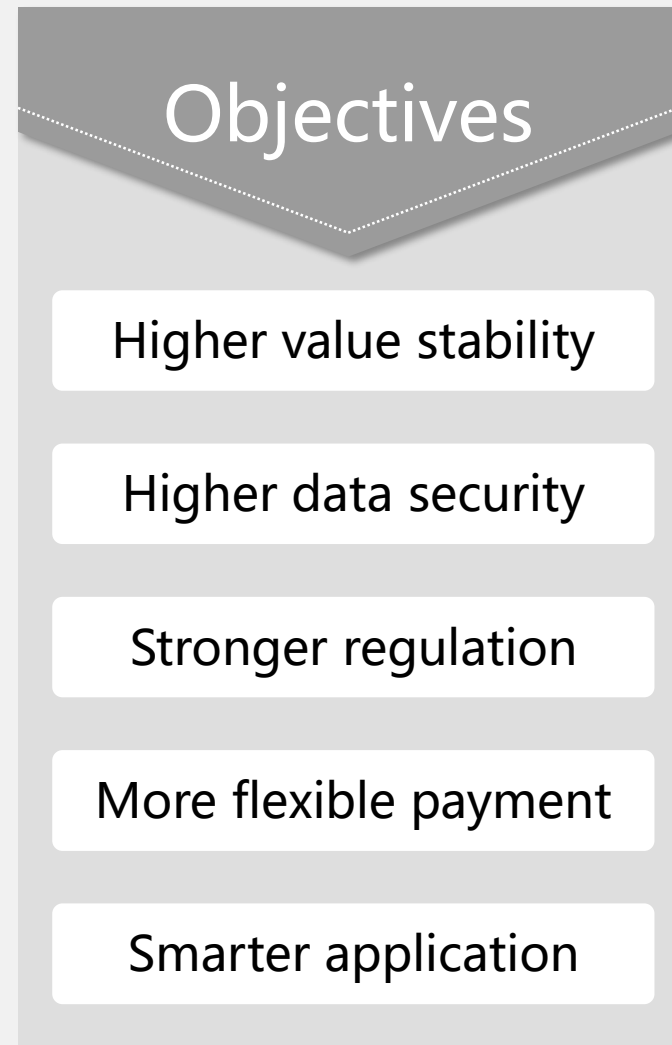 Objectives
Higher value stability
Higher data security
Stronger regulation
More flexible payment
Smarter application